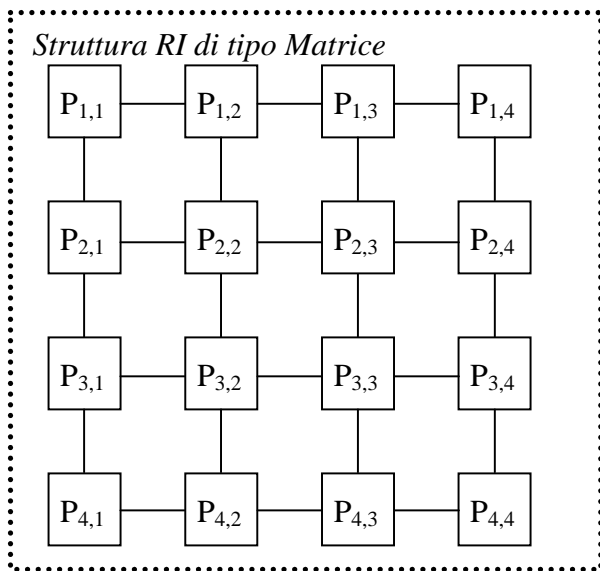 Struttura RI di tipo Matrice
P1,1 P1,2 P1,3 P1,4
P2,1 P2,2 P2,3 P2,4
P3,1 P3,2 P3,3 P3,4
P4,1 P4,2 P4,3 P4,4